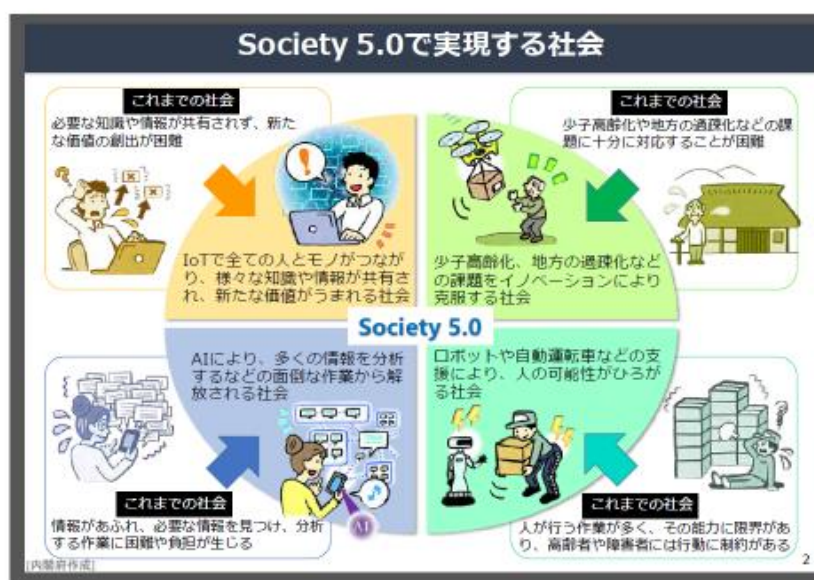 Society 5.0で実現する社会
これまでの社会
必要な知識や情報が共有されず、新た
な価値の創出が困難
これまでの社会
少子高齢化や地方の過疎化などの課
題に十分に対応することが困難
IoTで全ての人とモノがつなが
り、様々な知識や情報が共有さ
れ、新たな価値がうまれる社会
少子高齢化、地方の過疎化など
の課題をイノベーションにより
克服する社会
Society 5.0
AIにより、多くの情報を分析
するなどの面倒な作業から解
放される社会
ロボットや自動運転車などの支
援により、人の可能性がひろが
る社会
AI
これまでの社会
情報があふれ、必要な情報を見つけ、分析
する作業に困難や負担が生じる
これまでの社会
人が行う作業が多く、その能力に限界があ
り、高齢者や障害者には行動に制約がある
[内閣府作成]
2